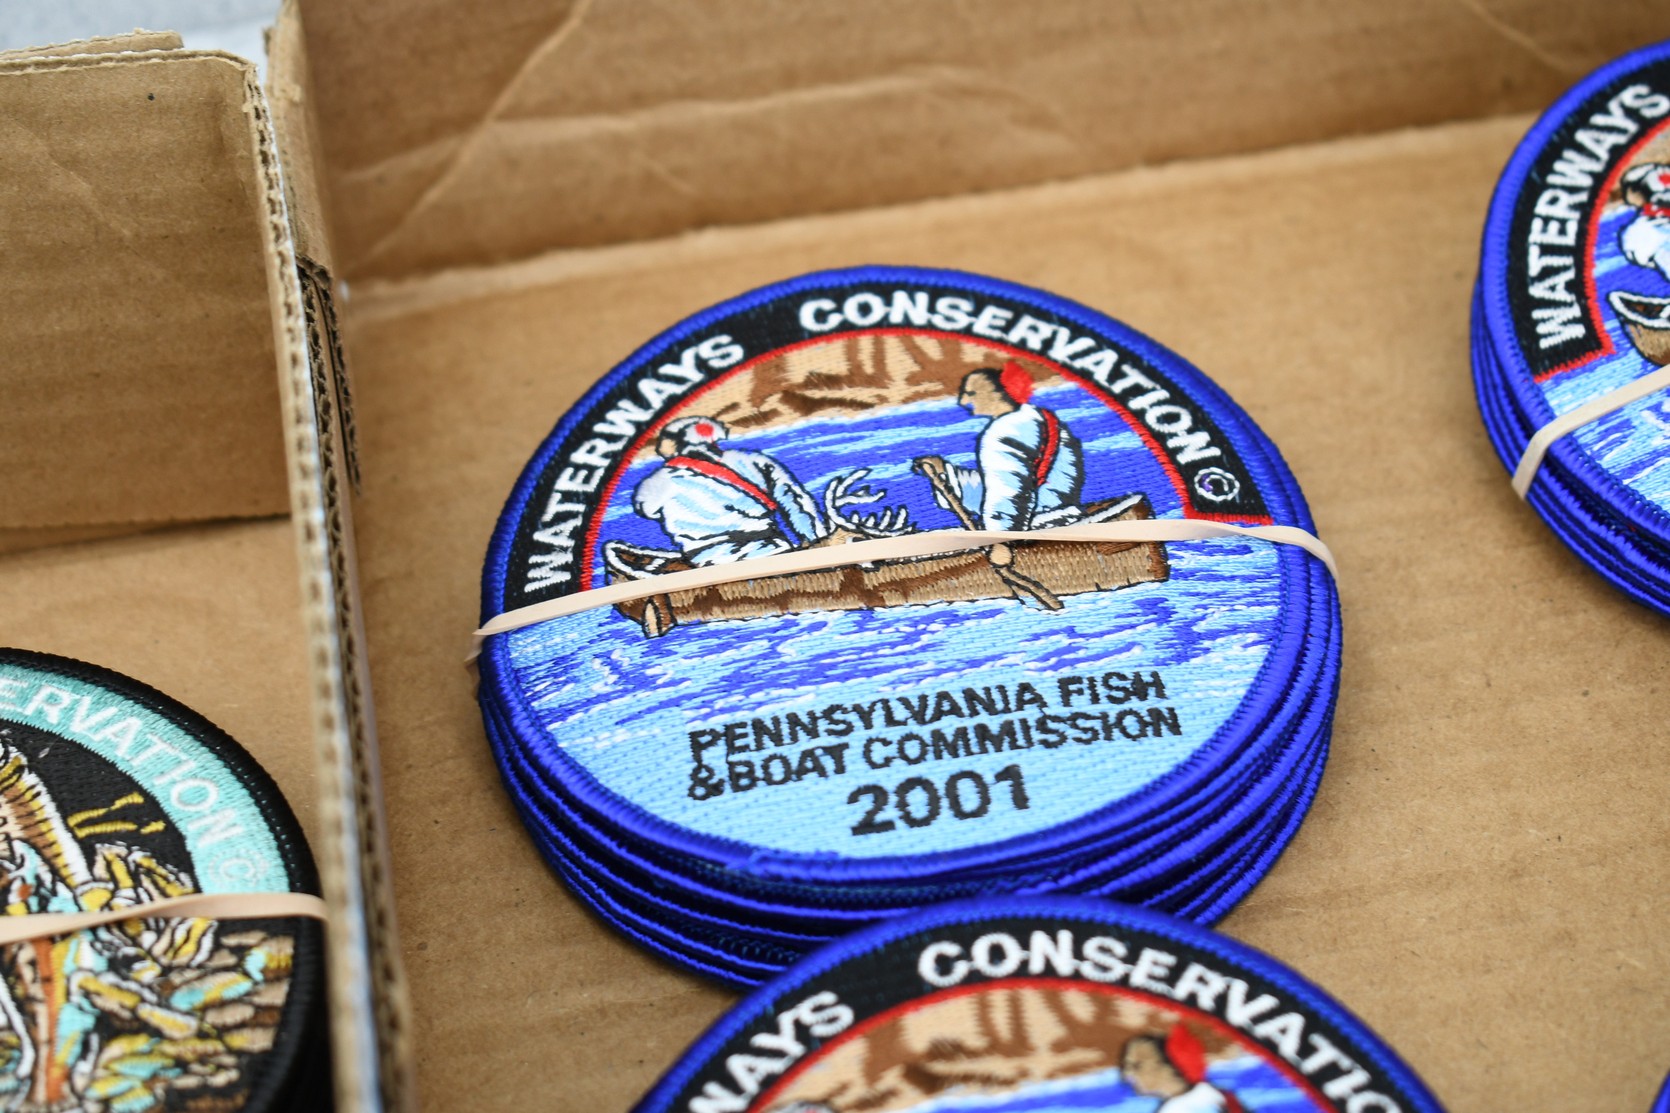 WATERWAYS CONSERVATION ©
PENNSYLVANIA FISH
& BOAT COMMISSION
2001
WATERWAYS
ERVATION ©
WAYS CONSERVATIO